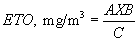 ETO, mg/m³ = AXB/C